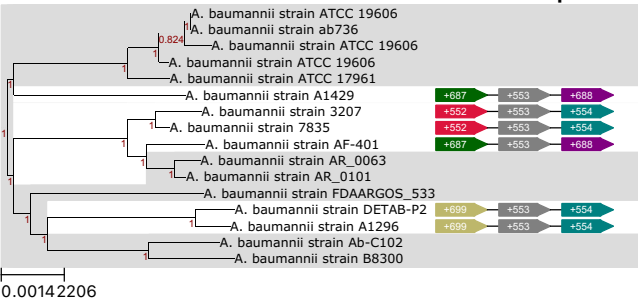 A. baumannii strain ATCC 19606
1 A. baumannii strain ab736
0.824 A. baumannii strain ATCC 19606
1 A. baumannii strain ATCC 19606
1 A. baumannii strain ATCC 17961
1 A. baumannii strain A1429 +687 +553 +688
A. baumannii strain 3207 +552 +553 +554
1 1 A. baumannii strain 7835 +552 +553 +554
1 A. baumannii strain AF-401 +687 +553 +688
1 A. baumannii strain AR_0063
1 1 A. baumannii strain AR_0101
A. baumannii strain FDAARGOS_533
A. baumannii strain DETAB-P2 +699 +553 +554
1 1 A. baumannii strain A1296 +699 +553 +554
1 A. baumannii strain Ab-C102
1 A. baumannii strain B8300
0.00142206